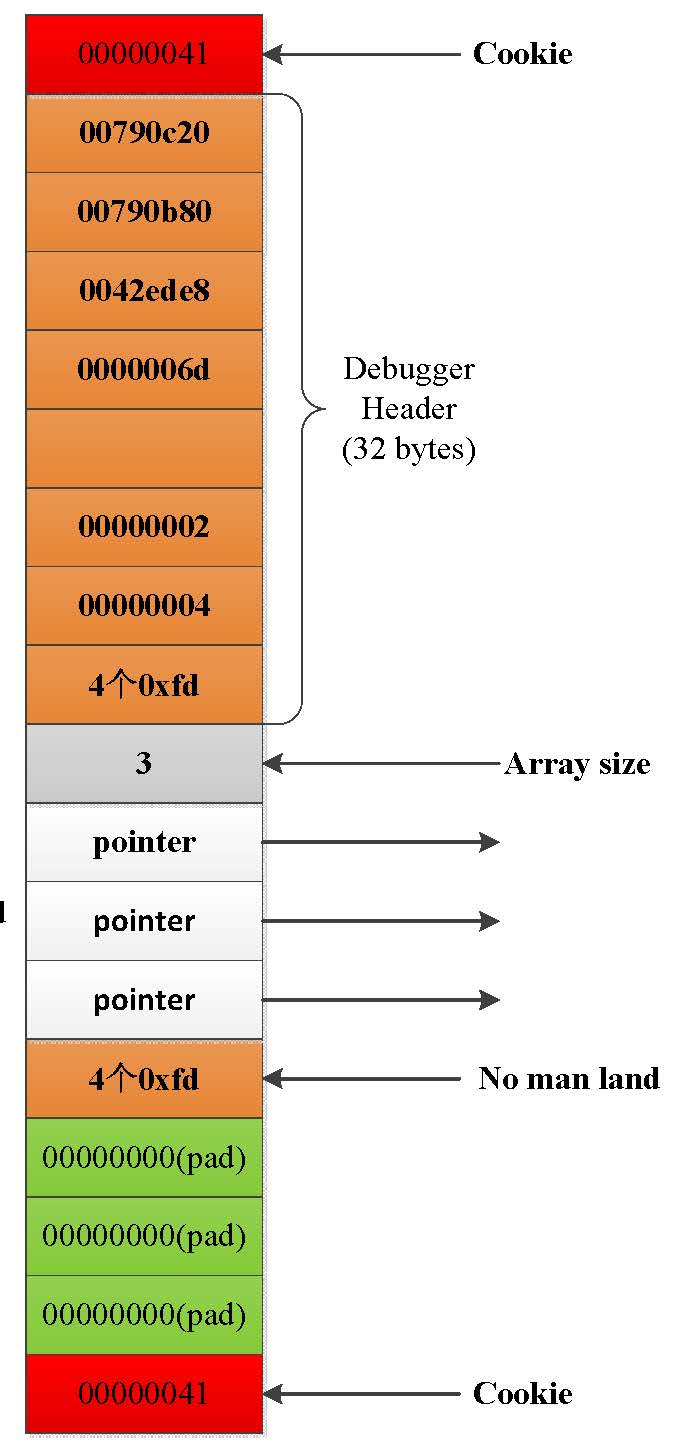 00000041
Cookie
00790c20
00790b80
0042ede8
0000006d
Debugger
Header
(32 bytes)
00000002
00000004
4个0xfd
3
Array size
pointer
pointer
pointer
4个0xfd
No man land
00000000(pad)
00000000(pad)
00000000(pad)
00000041
Cookie